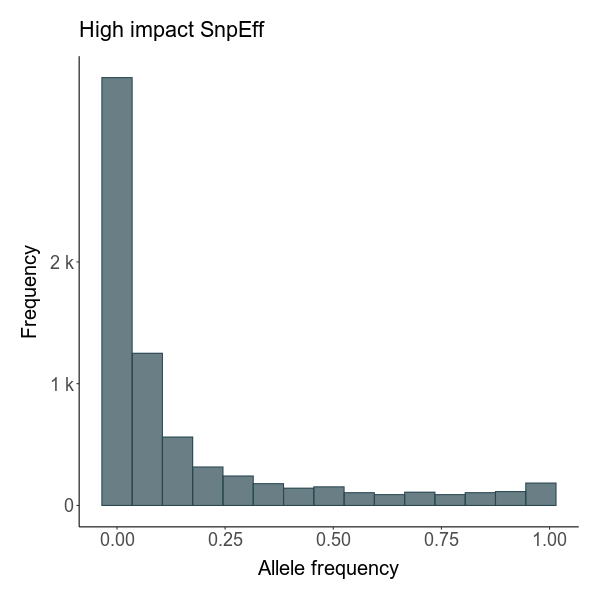 High impact SnpEff
Frequency
2 k
1 k
0
0.00 0.25 0.50 0.75 1.00
Allele frequency